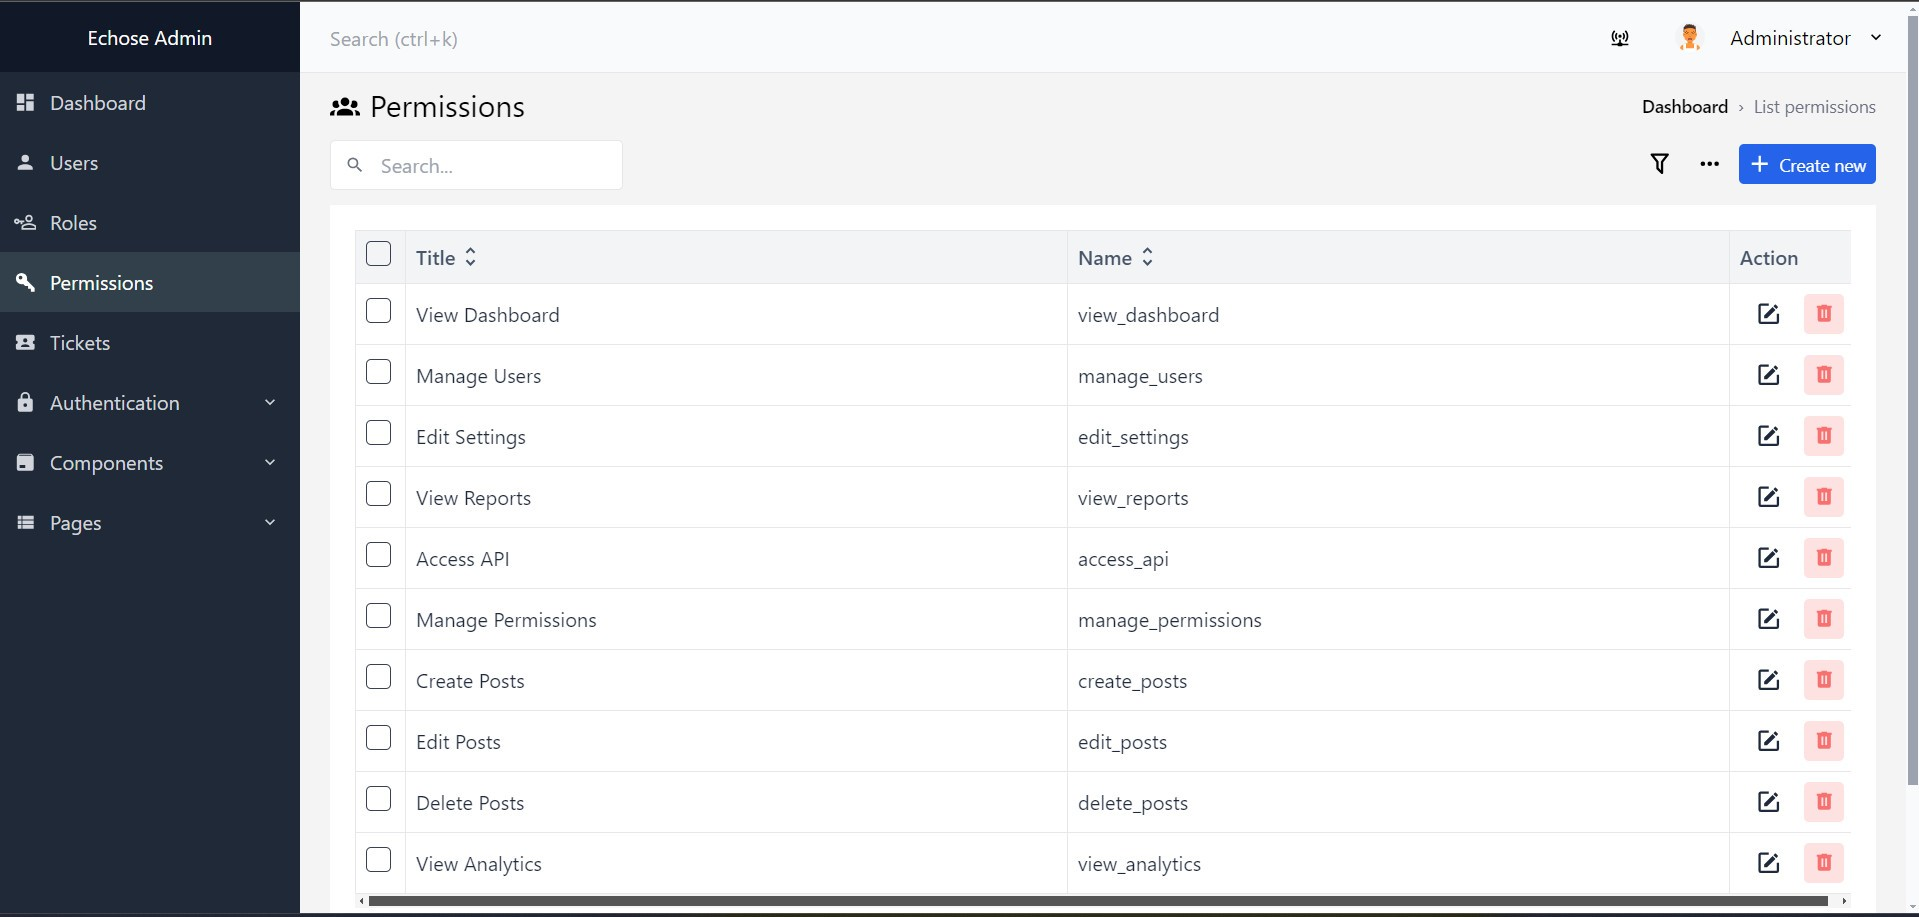 Echose Admin
Search (ctrl+k)
Administrator
Dashboard
Users
Roles
Permissions
Tickets
Authentication
Components
Pages
Permissions
Dashboard › List permissions
Search...
Create new
Title Name Action
View Dashboard view_dashboard
Manage Users manage_users
Edit Settings edit_settings
View Reports view_reports
Access API access_api
Manage Permissions manage_permissions
Create Posts create_posts
Edit Posts edit_posts
Delete Posts delete_posts
View Analytics view_analytics